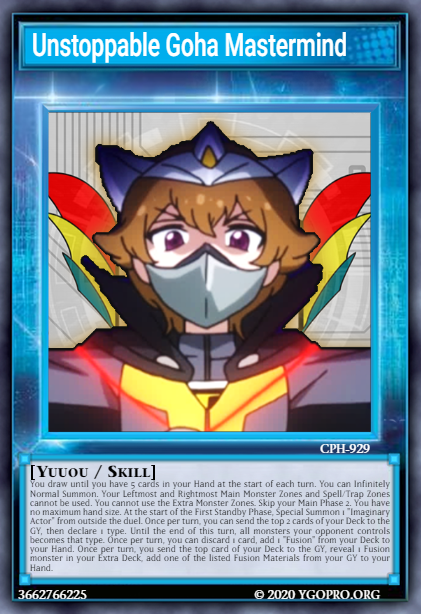 Unstoppable Goha Mastermind
CPH-929
[Yuuou / Skill]
You draw until you have 5 cards in your Hand at the start of each turn. You can Infinitely
Normal Summon. Your Leftmost and Rightmost Main Monster Zones and Spell/Trap Zones
cannot be used. You cannot use the Extra Monster Zones. Skip your Main Phase 2. You have
no maximum hand size. At the start of the First Standby Phase, Special Summon 1 "Imaginary
Actor" from outside the duel. Once per turn, you can send the top 2 cards of your Deck to the
GY, then declare 1 type. Until the end of this turn, all monsters your opponent controls
becomes that type. Once per turn, you can discard 1 card, add 1 "Fusion" from your Deck to
your Hand. Once per turn, you send the top card of your Deck to the GY, reveal 1 Fusion
monster in your Extra Deck, add one of the listed Fusion Materials from your GY to your
Hand.
3662766225
© 2020 YGOPRO.ORG